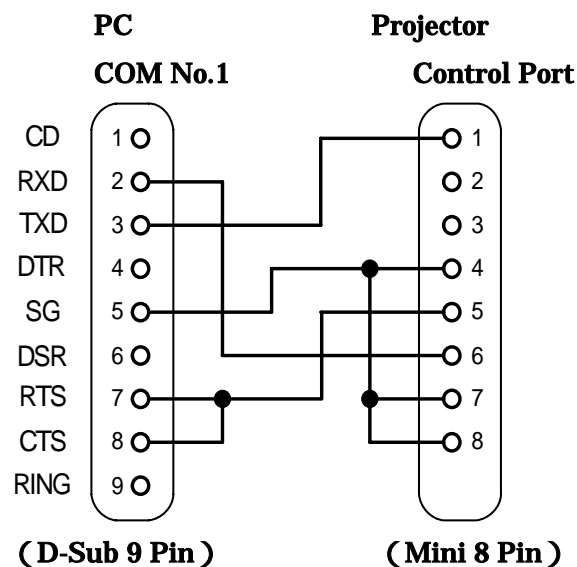 PC Projector
COM No.1 Control Port
CD 1 1
RXD 2 2
TXD 3 3
DTR 4 4
SG 5 5
DSR 6 6
RTS 7 7
CTS 8 8
RING 9
( D-Sub 9 Pin ) ( Mini 8 Pin )